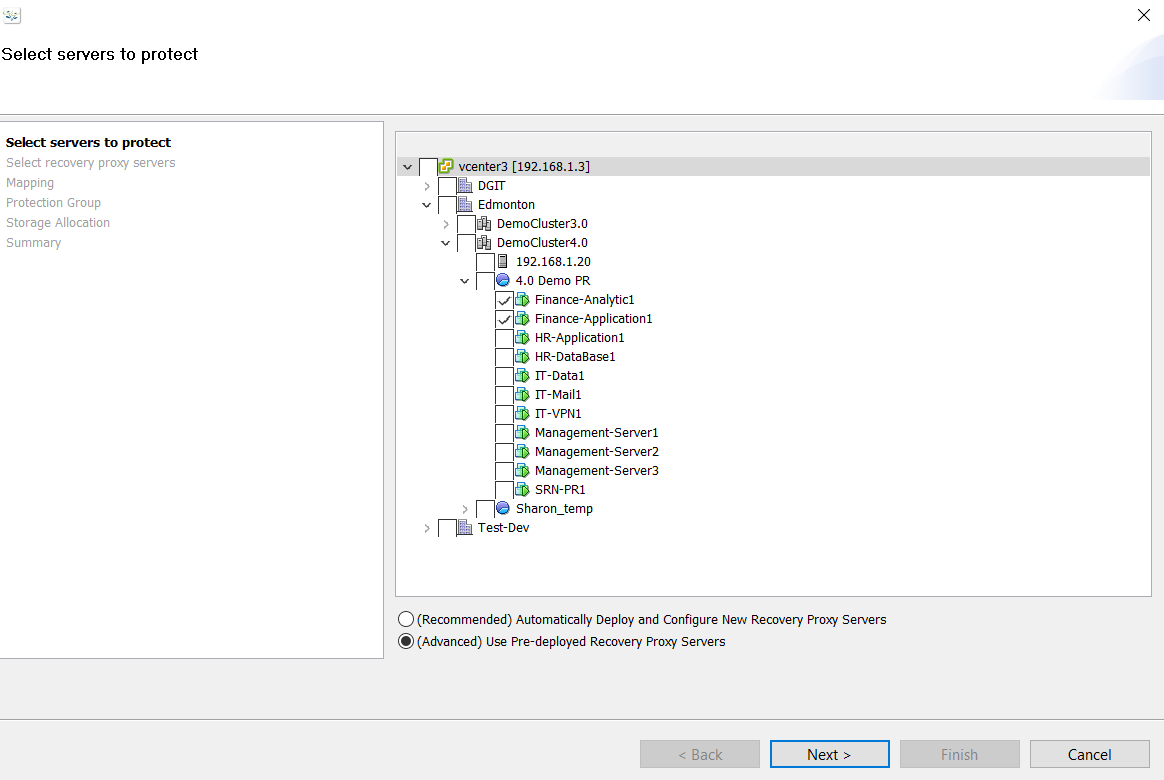 Select servers to protect
Select servers to protect
Select recovery proxy servers
Mapping
Protection Group
Storage Allocation
Summary
vcenter3 [192.168.1.3]
DGIT
Edmonton
DemoCluster3.0
DemoCluster4.0
192.168.1.20
4.0 Demo PR
Finance-Analytic1
Finance-Application1
HR-Application1
HR-DataBase1
IT-Data1
IT-Mail1
IT-VPN1
Management-Server1
Management-Server2
Management-Server3
SRN-PR1
Sharon_temp
Test-Dev
(Recommended) Automatically Deploy and Configure New Recovery Proxy Servers
(Advanced) Use Pre-deployed Recovery Proxy Servers
< Back Next > Finish Cancel